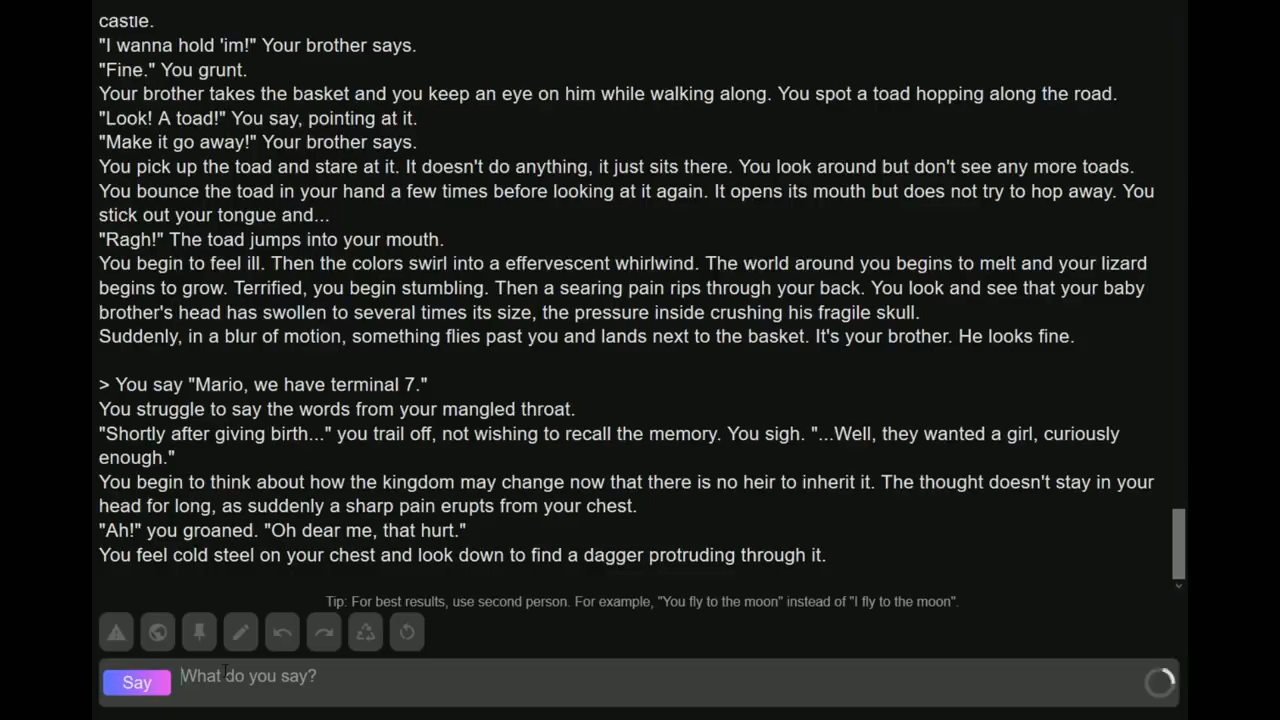 castle.
"I wanna hold 'im!" Your brother says.
"Fine." You grunt.
Your brother takes the basket and you keep an eye on him while walking along. You spot a toad hopping along the road.
"Look! A toad!" You say, pointing at it.
"Make it go away!" Your brother says.
You pick up the toad and stare at it. It doesn't do anything, it just sits there. You look around but don't see any more toads.
You bounce the toad in your hand a few times before looking at it again. It opens its mouth but does not try to hop away. You
stick out your tongue and...
"Ragh!" The toad jumps into your mouth.
You begin to feel ill. Then the colors swirl into a effervescent whirlwind. The world around you begins to melt and your lizard
begins to grow. Terrified, you begin stumbling. Then a searing pain rips through your back. You look and see that your baby
brother's head has swollen to several times its size, the pressure inside crushing his fragile skull.
Suddenly, in a blur of motion, something flies past you and lands next to the basket. It's your brother. He looks fine.
> You say "Mario, we have terminal 7."
You struggle to say the words from your mangled throat.
"Shortly after giving birth..." you trail off, not wishing to recall the memory. You sigh. "...Well, they wanted a girl, curiously
enough."
You begin to think about how the kingdom may change now that there is no heir to inherit it. The thought doesn't stay in your
head for long, as suddenly a sharp pain erupts from your chest.
"Ah!" you groaned. "Oh dear me, that hurt."
You feel cold steel on your chest and look down to find a dagger protruding through it.
Tip: For best results, use second person. For example, "You fly to the moon" instead of "I fly to the moon".
Say What do you say?